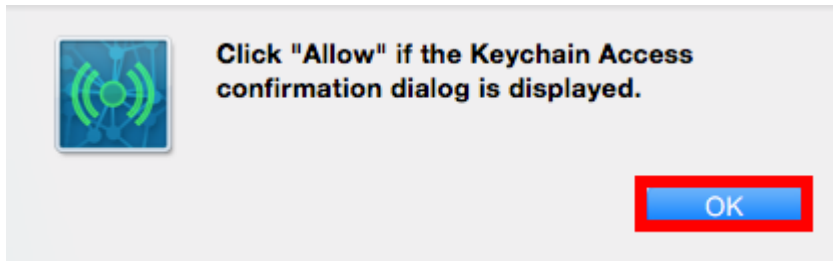 Click "Allow" if the Keychain Access
confirmation dialog is displayed.
OK